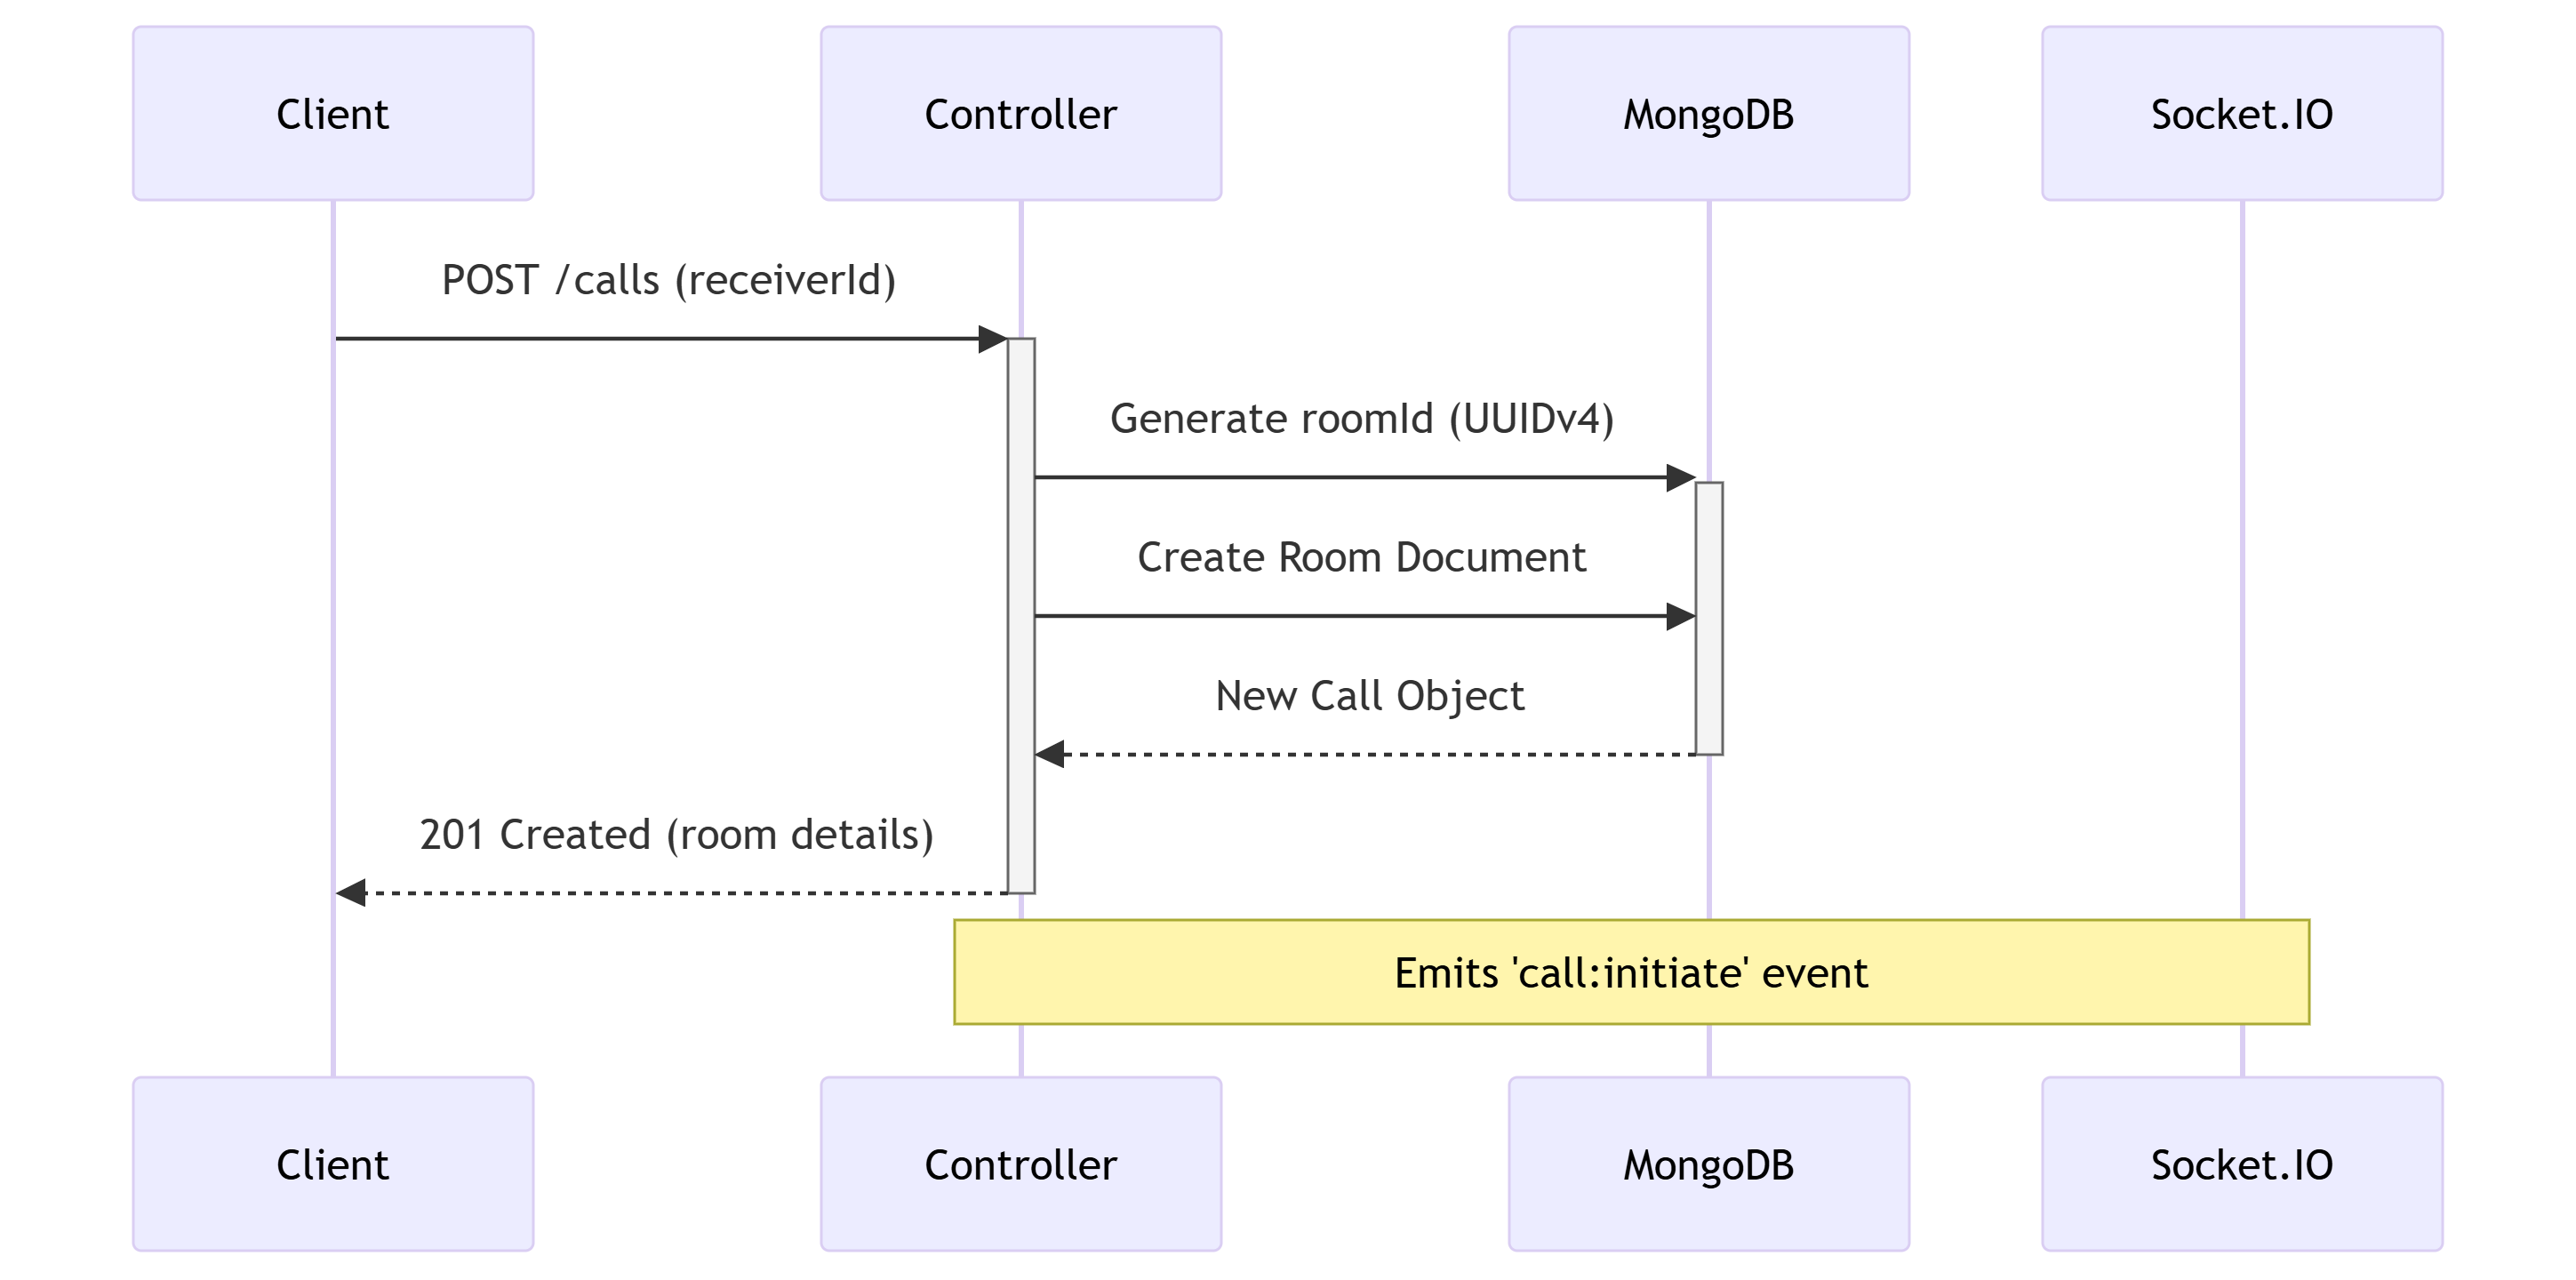 Client
Controller
MongoDB
Socket.IO
POST /calls (receiverId)
Generate roomId (UUIDv4)
Create Room Document
New Call Object
201 Created (room details)
Emits 'call:initiate' event
Client
Controller
MongoDB
Socket.IO